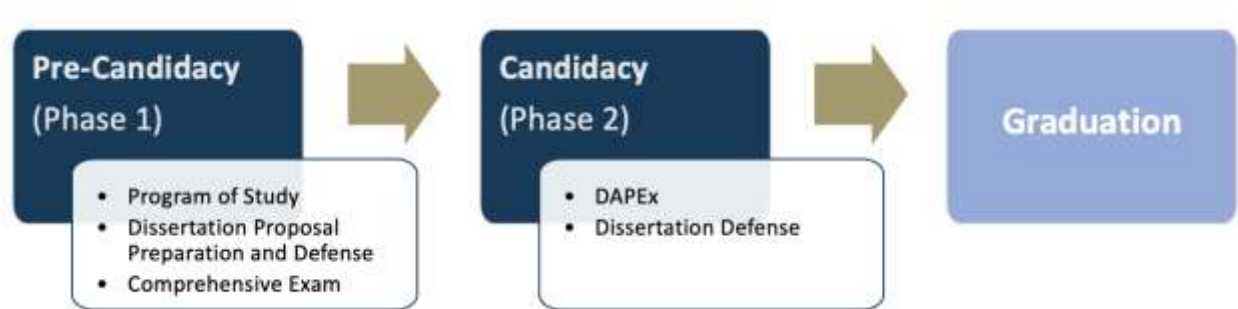 Pre-Candidacy
(Phase 1)
• Program of Study
• Dissertation Proposal
Preparation and Defense
• Comprehensive Exam
Candidacy
(Phase 2)
• DAPEx
• Dissertation Defense
Graduation